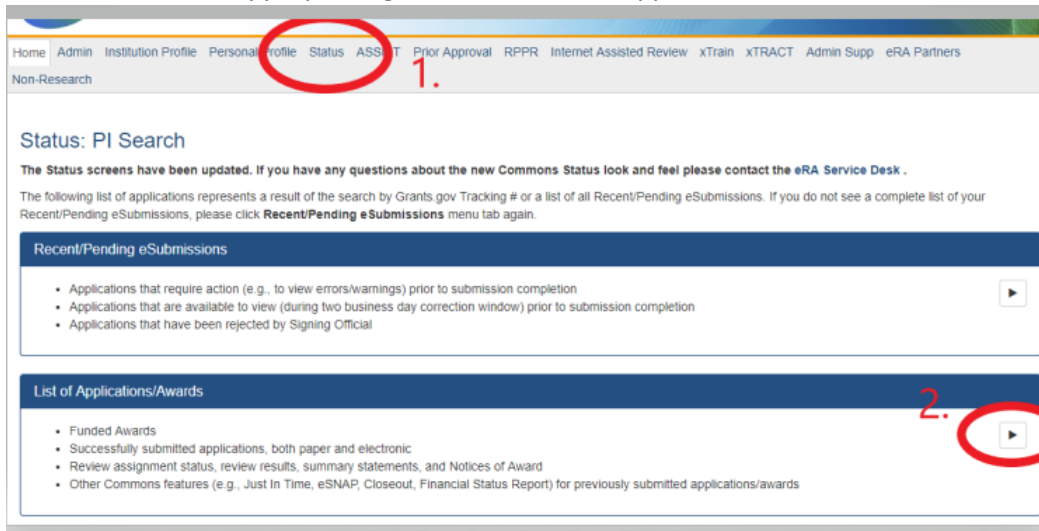 Home Admin Institution Profile Personal Profile Status Prior Approval RPPR Internet Assisted Review xTrain xTRACT Admin Supp eRA Partners
Non-Research
1.
Status: PI Search
The Status screens have been updated. If you have any questions about the new Commons Status look and feel please contact the eRA Service Desk .
The following list of applications represents a result of the search by Grants.gov Tracking # or a list of all Recent/Pending eSubmissions. If you do not see a complete list of your
Recent/Pending eSubmissions, please click Recent/Pending eSubmissions menu tab again.
Recent/Pending eSubmissions
• Applications that require action (e.g., to view errors/warnings) prior to submission completion
• Applications that are available to view (during two business day correction window) prior to submission completion
• Applications that have been rejected by Signing Official
List of Applications/Awards
2.
• Funded Awards
• Successfully submitted applications, both paper and electronic
• Review assignment status, review results, summary statements, and Notices of Award
• Other Commons features (e.g., Just In Time, eSNAP, Closeout, Financial Status Report) for previously submitted applications/awards